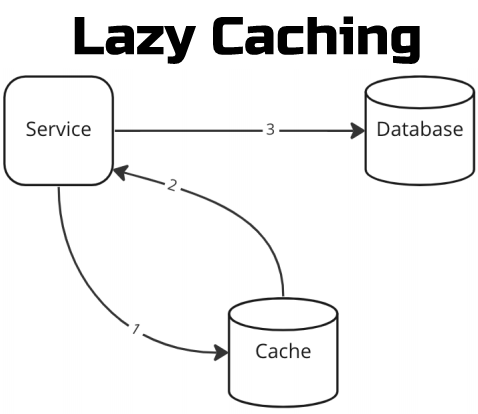 Lazy Caching
Service
3
Database
2
1
Cache